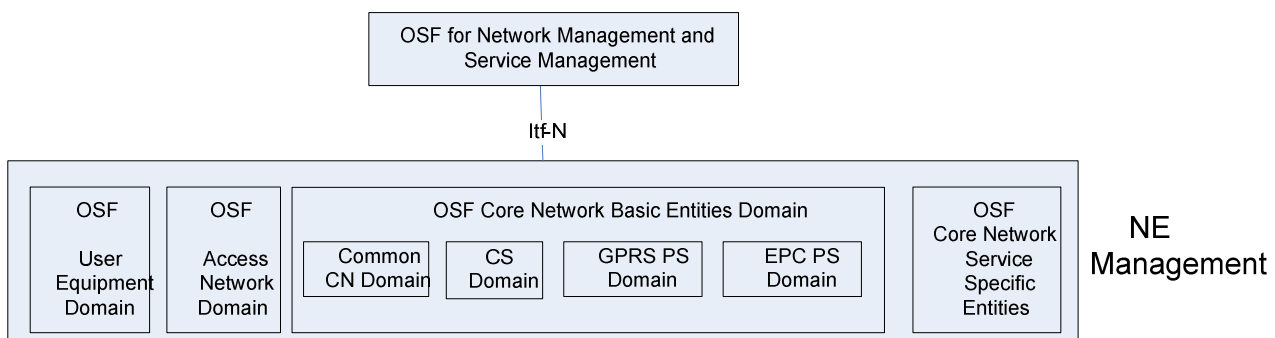 OSF for Network Management and
Service Management
Itf-N
OSF
User
Equipment
Domain
OSF
Access
Network
Domain
OSF Core Network Basic Entities Domain
Common
CN Domain
CS
Domain
GPRS PS
Domain
EPC PS
Domain
OSF
Core Network
Service
Specific
Entities
NE
Management